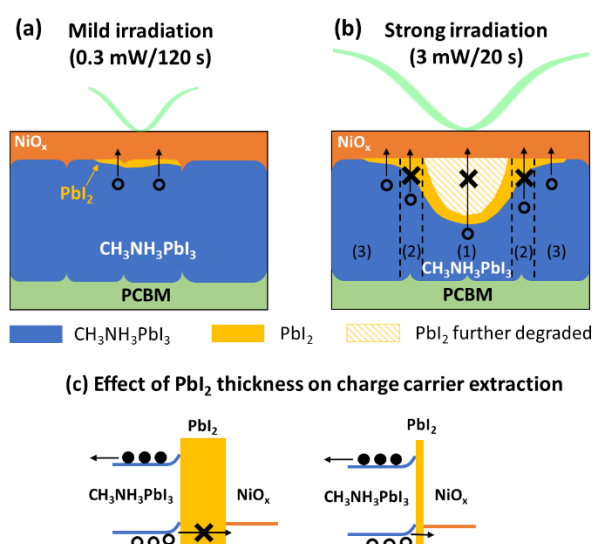 (a)
Mild irradiation
(0.3 mW/120 s)
NiOₓ
PbI₂
CH₃NH₃PbI₃
PCBM
(b)
Strong irradiation
(3 mW/20 s)
NiOₓ
(3)
(2)
(1)
(2)
(3)
CH₃NH₃PbI₃
PCBM
CH₃NH₃PbI₃
PbI₂
PbI₂ further degraded
(c) Effect of PbI₂ thickness on charge carrier extraction
PbI₂
CH₃NH₃PbI₃
NiOₓ
PbI₂
CH₃NH₃PbI₃
NiOₓ